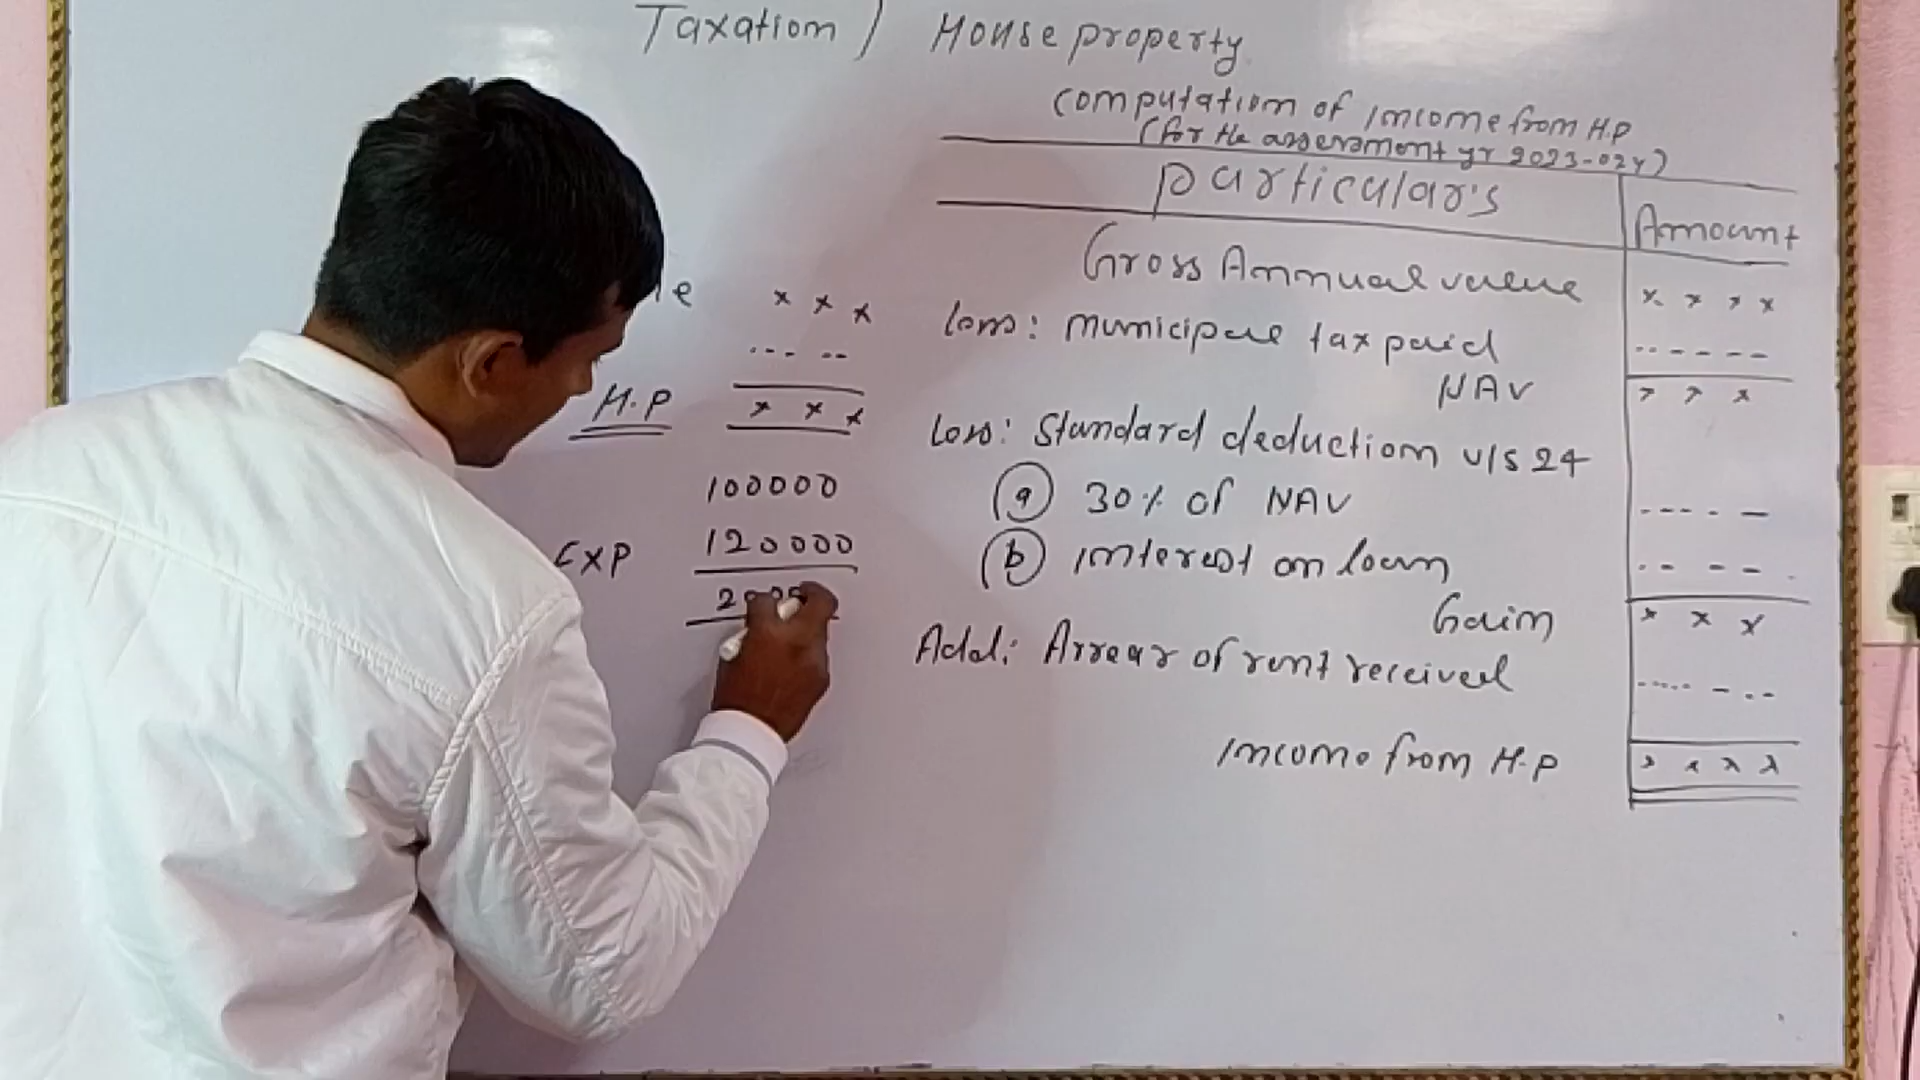 Taxation) House property
Computation of Income from H.P
(for the assessment yr 2023-024)
Particular's Amount
Gross Annual value x x x x
Less: Municipal tax paid -----
NAV x x x
Less: Standard deduction u/s 24
(a) 30% of NAV -----
(b) Interest on loan ----
Gain x x x
Add: Arrear of rent received ------
Income from H.P x x x x
x x x
-----
H.P x x x
100000
EXP 120000